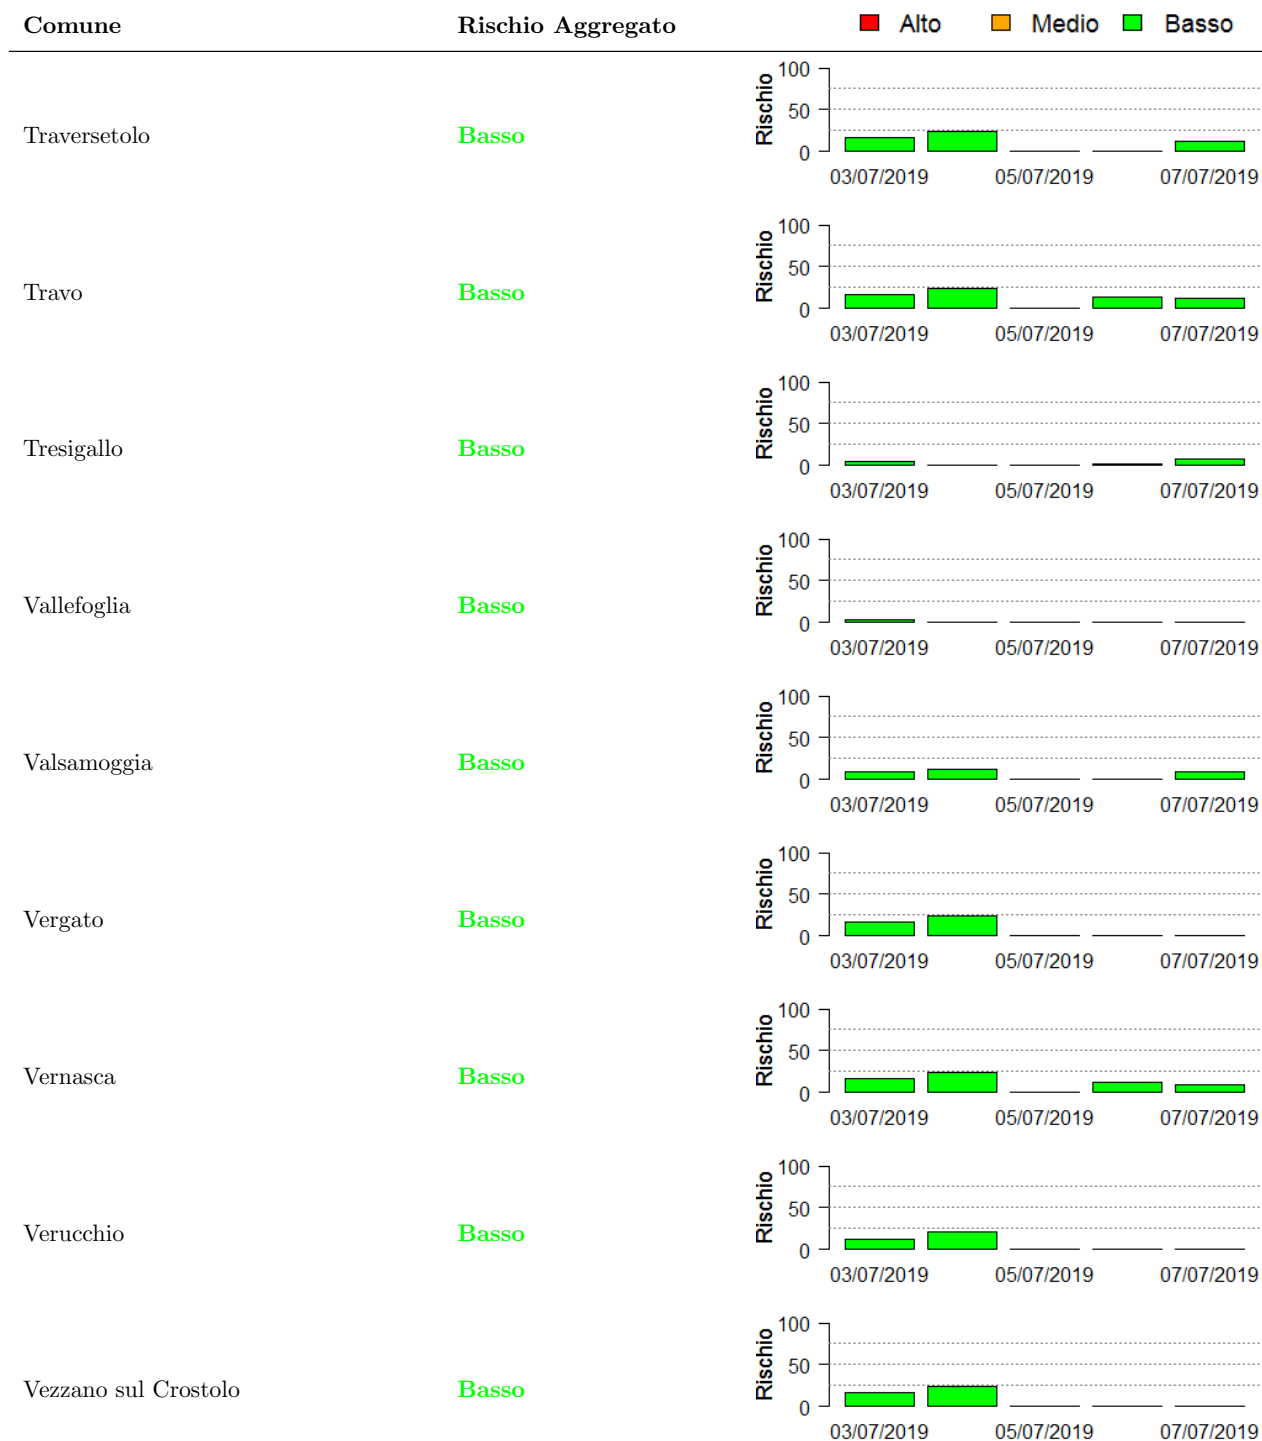 Comune Rischio Aggregato Alto Medio Basso
Traversetolo Basso
Rischio
100
50
0
03/07/2019 05/07/2019 07/07/2019
Travo Basso
Rischio
100
50
0
03/07/2019 05/07/2019 07/07/2019
Tresigallo Basso
Rischio
100
50
0
03/07/2019 05/07/2019 07/07/2019
Vallefoglia Basso
Rischio
100
50
0
03/07/2019 05/07/2019 07/07/2019
Valsamoggia Basso
Rischio
100
50
0
03/07/2019 05/07/2019 07/07/2019
Vergato Basso
Rischio
100
50
0
03/07/2019 05/07/2019 07/07/2019
Vernasca Basso
Rischio
100
50
0
03/07/2019 05/07/2019 07/07/2019
Verucchio Basso
Rischio
100
50
0
03/07/2019 05/07/2019 07/07/2019
Vezzano sul Crostolo Basso
Rischio
100
50
0
03/07/2019 05/07/2019 07/07/2019